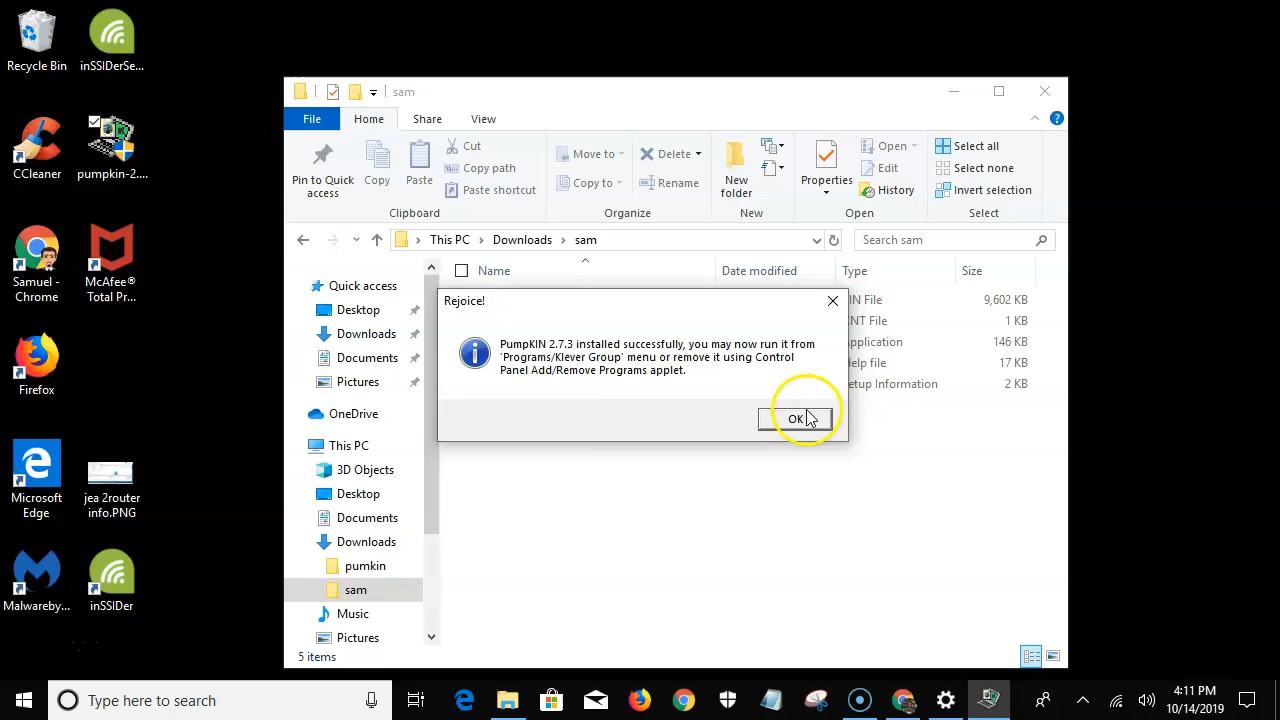 Recycle Bin
inSSIDerSe...
CCleaner
pumpkin-2....
Samuel -
Chrome
McAfee®
Total Pr...
Firefox
Microsoft
Edge
jea 2router
info.PNG
Malwareby...
inSSIDer
sam
File
Home
Share
View
Pin to Quick
access
Copy
Paste
Cut
Copy path
Paste shortcut
Clipboard
Move to
Copy to
Delete
Rename
Organize
New
folder
New
Properties
Open
Edit
History
Open
Select all
Select none
Invert selection
Select
This PC
Downloads
sam
Search sam
Name
Date modified
Type
Size
Quick access
Desktop
Downloads
Documents
Pictures
OneDrive
This PC
3D Objects
Desktop
Documents
Downloads
pumkin
sam
Music
Pictures
IN File 9,602 KB
NT File 1 KB
Application 146 KB
elp file 17 KB
etup Information 2 KB
Rejoice!
PumpKIN 2.7.3 installed successfully, you may now run it from
'Programs/Klever Group' menu or remove it using Control
Panel Add/Remove Programs applet.
OK
5 items
Type here to search
4:11 PM
10/14/2019